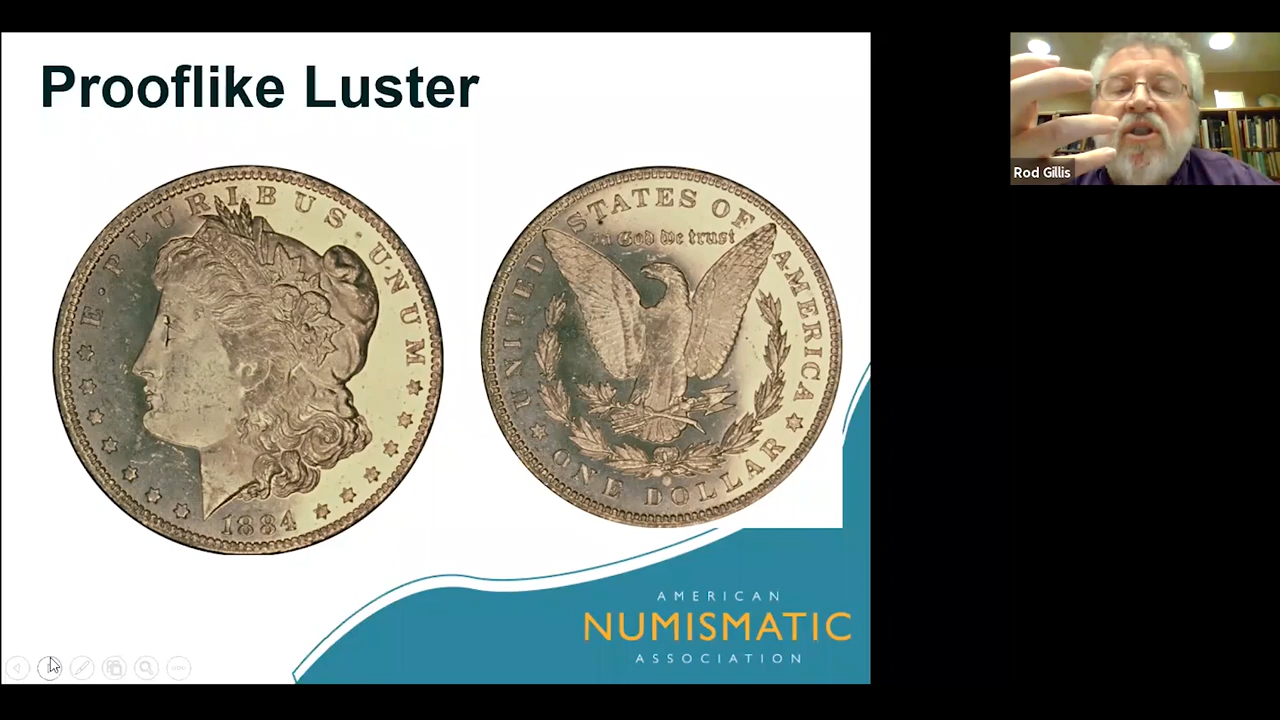 Prooflike Luster
E·PLURIBUS·UNUM
1884
UNITED STATES OF AMERICA
In God we trust
ONE DOLLAR
AMERICAN
NUMISMATIC
ASSOCIATION
Rod Gillis